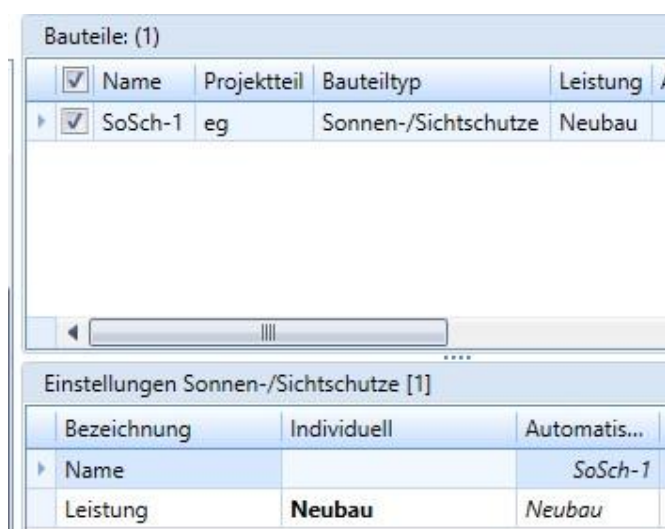 Bauteile: (1)
Name Projektteil Bauteiltyp Leistung
SoSch-1 eg Sonnen-/Sichtschutze Neubau
Einstellungen Sonnen-/Sichtschutze [1]
Bezeichnung Individuell Automatis...
Name SoSch-1
Leistung Neubau Neubau